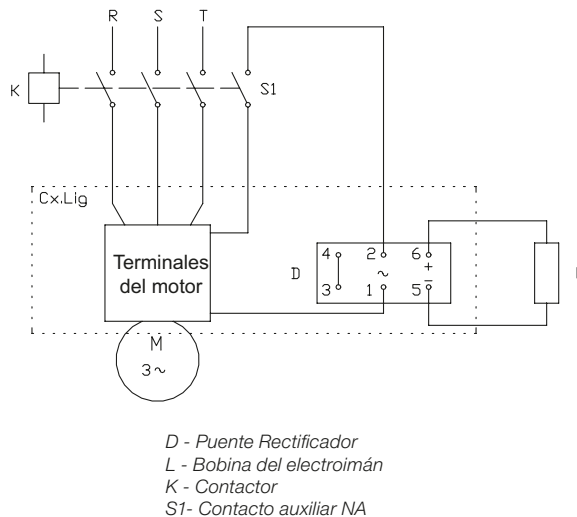 R S T
K
S1
Cx.Lig
Terminales
del motor
D
4 2 6
~ +
3 1 5 -
M
3~
D - Puente Rectificador
L - Bobina del electroimán
K - Contactor
S1- Contacto auxiliar NA